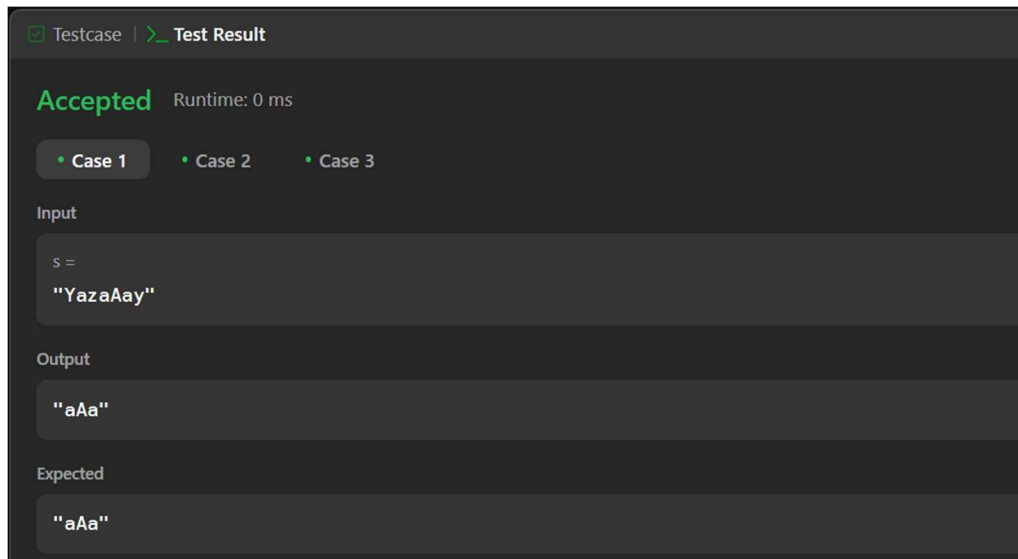 Testcase | >_ Test Result
Accepted Runtime: 0 ms
• Case 1 • Case 2 • Case 3
Input
s =
"YazaAay"
Output
"aAa"
Expected
"aAa"